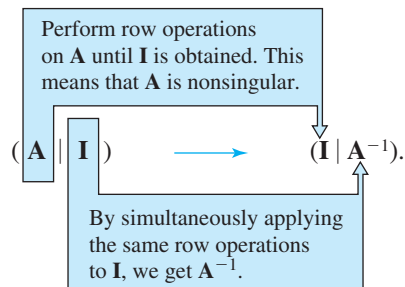 Perform row operations
on A until I is obtained. This
means that A is nonsingular.
( A | I ) (I | A⁻¹).
By simultaneously applying
the same row operations
to I, we get A⁻¹.